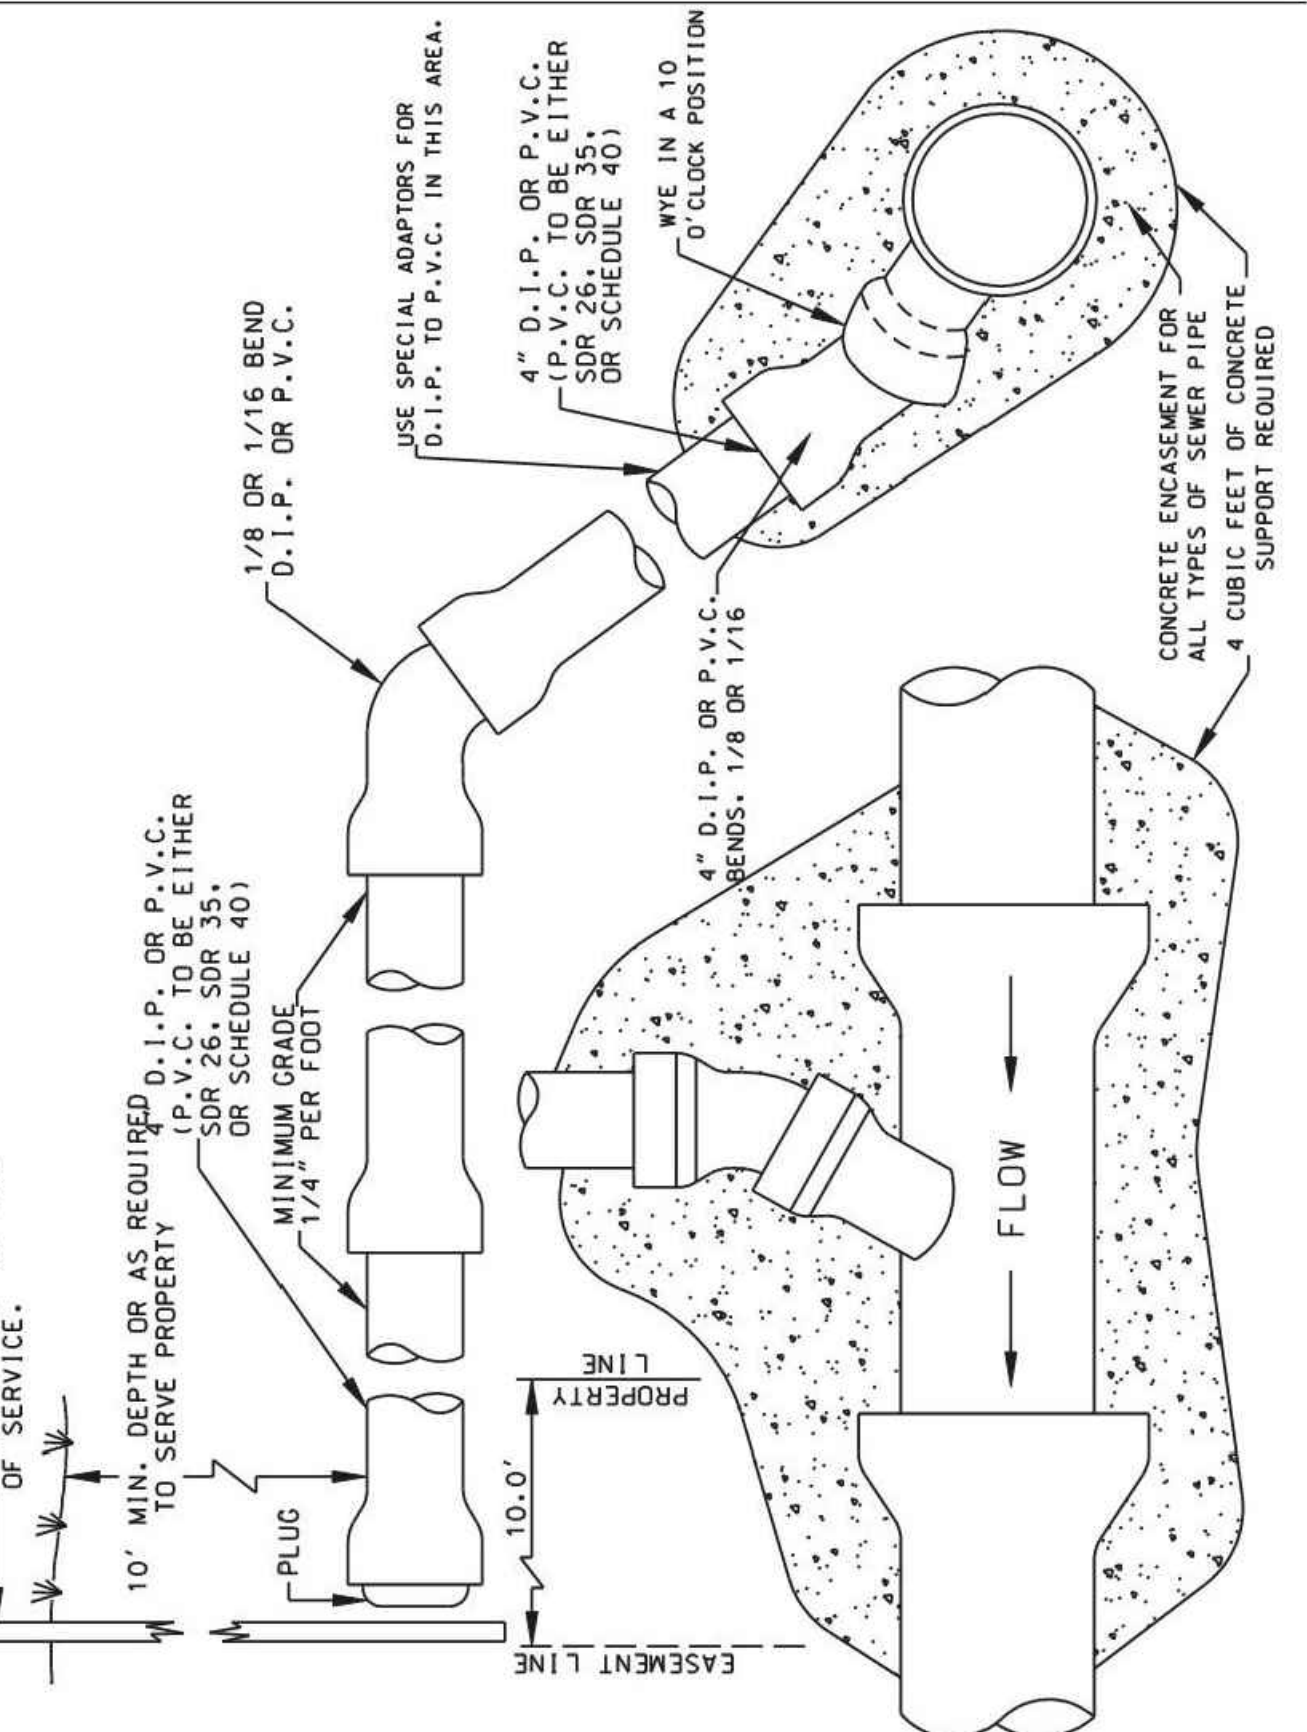 OF SERVICE.
10' MIN. DEPTH OR AS REQUIRED
TO SERVE PROPERTY
4" D.I.P. OR P.V.C.
(P.V.C. TO BE EITHER
SDR 26. SDR 35.
OR SCHEDULE 40)
MINIMUM GRADE
1/4" PER FOOT
PLUG
1/8 OR 1/16 BEND
D.I.P. OR P.V.C.
USE SPECIAL ADAPTORS FOR
D.I.P. TO P.V.C. IN THIS AREA.
4" D.I.P. OR P.V.C.
(P.V.C. TO BE EITHER
SDR 26. SDR 35.
OR SCHEDULE 40)
WYE IN A 10
O'CLOCK POSITION
10.0'
EASEMENT LINE
PROPERTY
LINE
4" D.I.P. OR P.V.C.
BENDS. 1/8 OR 1/16
FLOW
CONCRETE ENCASEMENT FOR
ALL TYPES OF SEWER PIPE
4 CUBIC FEET OF CONCRETE
SUPPORT REQUIRED